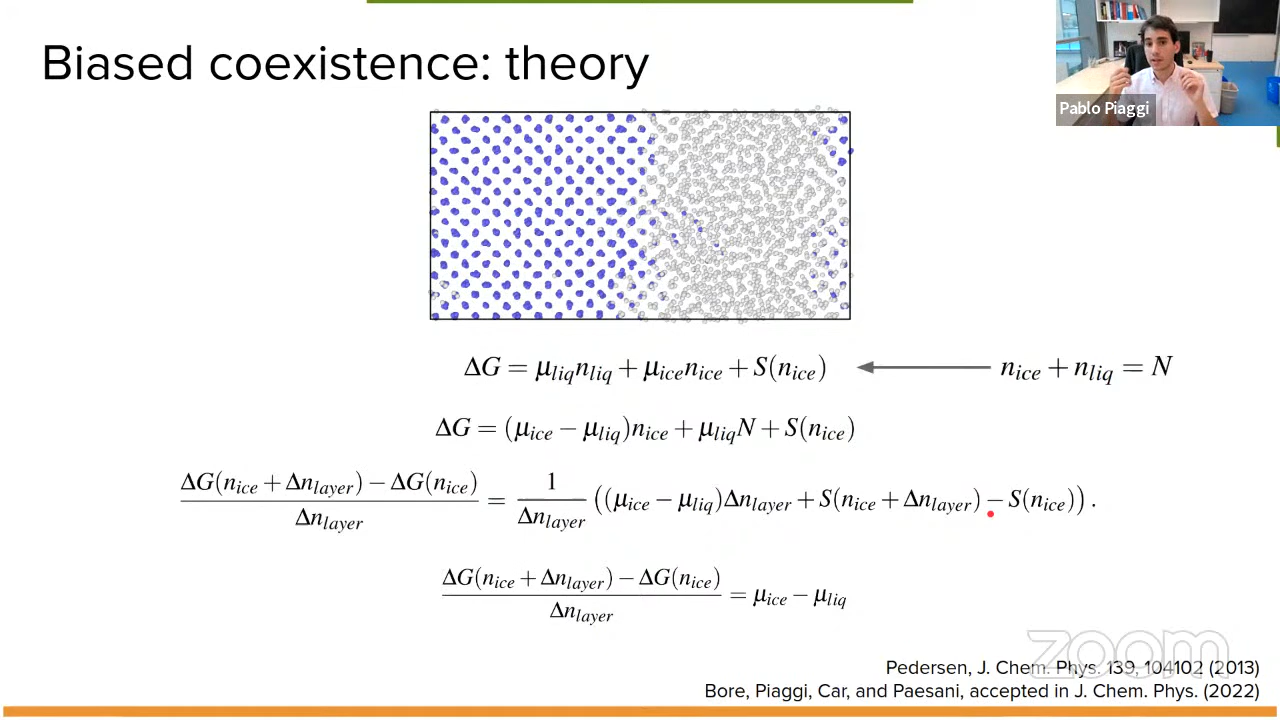 Biased coexistence: theory
Pablo Piaggi
ΔG = μ_liq n_liq + μ_ice n_ice + S(n_ice)
n_ice + n_liq = N
ΔG = (μ_ice − μ_liq)n_ice + μ_liq N + S(n_ice)
ΔG(n_ice + Δn_layer) − ΔG(n_ice) / Δn_layer = 1 / Δn_layer ((μ_ice − μ_liq)Δn_layer + S(n_ice + Δn_layer) − S(n_ice)).
ΔG(n_ice + Δn_layer) − ΔG(n_ice) / Δn_layer = μ_ice − μ_liq
zoom
Pedersen, J. Chem. Phys. 139, 104102 (2013)
Bore, Piaggi, Car, and Paesani, accepted in J. Chem. Phys. (2022)